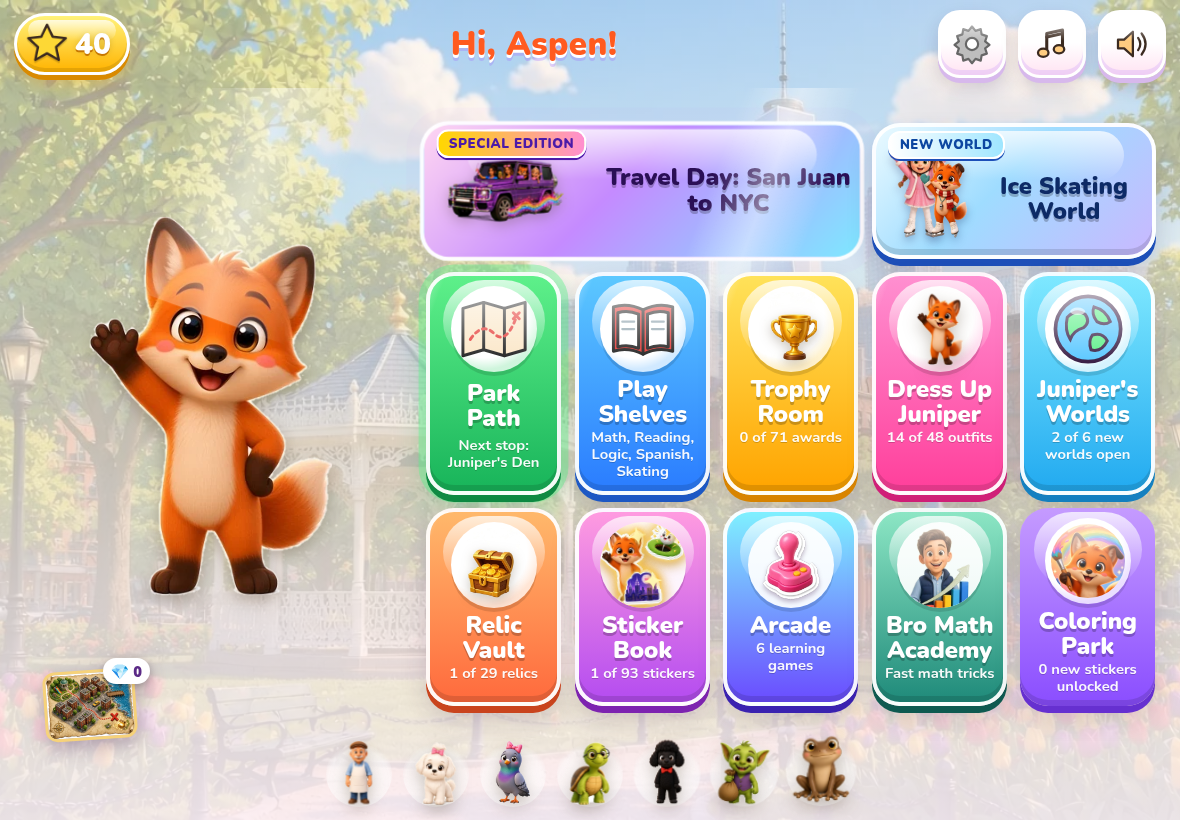 40
Hi, Aspen!
SPECIAL EDITION
Travel Day: San Juan
to NYC
NEW WORLD
Ice Skating
World
Park
Path
Next stop:
Juniper's Den
Play
Shelves
Math, Reading,
Logic, Spanish,
Skating
Trophy
Room
0 of 71 awards
Dress Up
Juniper
14 of 48 outfits
Juniper's
Worlds
2 of 6 new
worlds open
Relic
Vault
1 of 29 relics
Sticker
Book
1 of 93 stickers
Arcade
6 learning
games
Bro Math
Academy
Fast math tricks
Coloring
Park
0 new stickers
unlocked
0